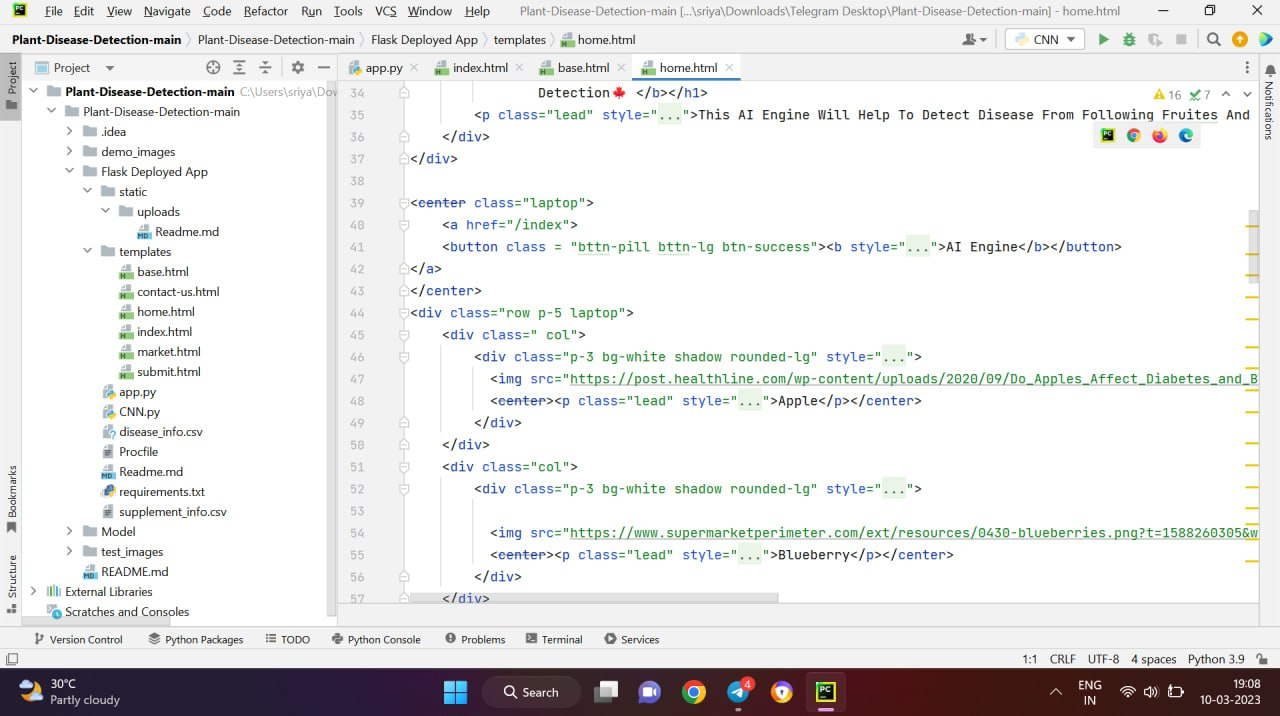 File Edit View Navigate Code Refactor Run Tools VCS Window Help Plant-Disease-Detection-main [...\sriya\Downloads\Telegram Desktop\Plant-Disease-Detection-main] - home.html
Plant-Disease-Detection-main Plant-Disease-Detection-main Flask Deployed App templates home.html CNN
Project app.py index.html base.html home.html
Project
Notifications
Bookmarks
Structure
Plant-Disease-Detection-main C:\Users\sriya\Dov
Plant-Disease-Detection-main
.idea
demo_images
Flask Deployed App
static
uploads
Readme.md
templates
base.html
contact-us.html
home.html
index.html
market.html
submit.html
app.py
CNN.py
disease_info.csv
Procfile
Readme.md
requirements.txt
supplement_info.csv
Model
test_images
README.md
External Libraries
Scratches and Consoles
16 7
34 Detection🍁 </b></h1>
35 <p class="lead" style="...">This AI Engine Will Help To Detect Disease From Following Fruites And
36 </div>
37 </div>
38
39 <center class="laptop">
40 <a href="/index">
41 <button class = "bttn-pill bttn-lg btn-success"><b style="...">AI Engine</b></button>
42 </a>
43 </center>
44 <div class="row p-5 laptop">
45 <div class=" col">
46 <div class="p-3 bg-white shadow rounded-lg" style="...">
47 <img src="https://post.healthline.com/wp-content/uploads/2020/09/Do_Apples_Affect_Diabetes_and_B
48 <center><p class="lead" style="...">Apple</p></center>
49 </div>
50 </div>
51 <div class="col">
52 <div class="p-3 bg-white shadow rounded-lg" style="...">
53
54 <img src="https://www.supermarketperimeter.com/ext/resources/0430-blueberries.png?t=1588260305&w
55 <center><p class="lead" style="...">Blueberry</p></center>
56 </div>
57 </div>
Version Control Python Packages TODO Python Console Problems Terminal Services
1:1 CRLF UTF-8 4 spaces Python 3.9
30°C
Partly cloudy
Search
4
PC
ENG
IN
19:08
10-03-2023